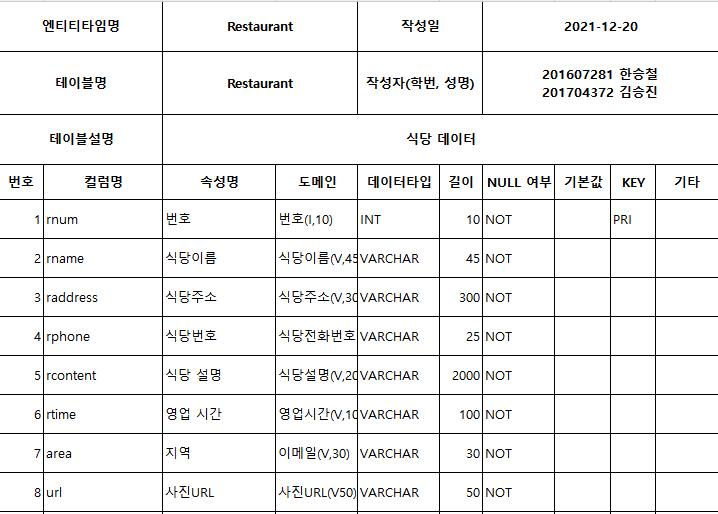 엔티티타임명 Restaurant 작성일 2021-12-20
테이블명 Restaurant 작성자(학번, 성명) 201607281 한승철
201704372 김승진
테이블설명 식당 데이터
번호 컬럼명 속성명 도메인 데이터타입 길이 NULL 여부 기본값 KEY 기타
1 rnum 번호 번호(I,10) INT 10 NOT PRI
2 rname 식당이름 식당이름(V,45 VARCHAR 45 NOT
3 raddress 식당주소 식당주소(V,30 VARCHAR 300 NOT
4 rphone 식당번호 식당전화번호 VARCHAR 25 NOT
5 rcontent 식당 설명 식당설명(V,20 VARCHAR 2000 NOT
6 rtime 영업 시간 영업시간(V,10 VARCHAR 100 NOT
7 area 지역 이메일(V,30) VARCHAR 30 NOT
8 url 사진URL 사진URL(V50) VARCHAR 50 NOT